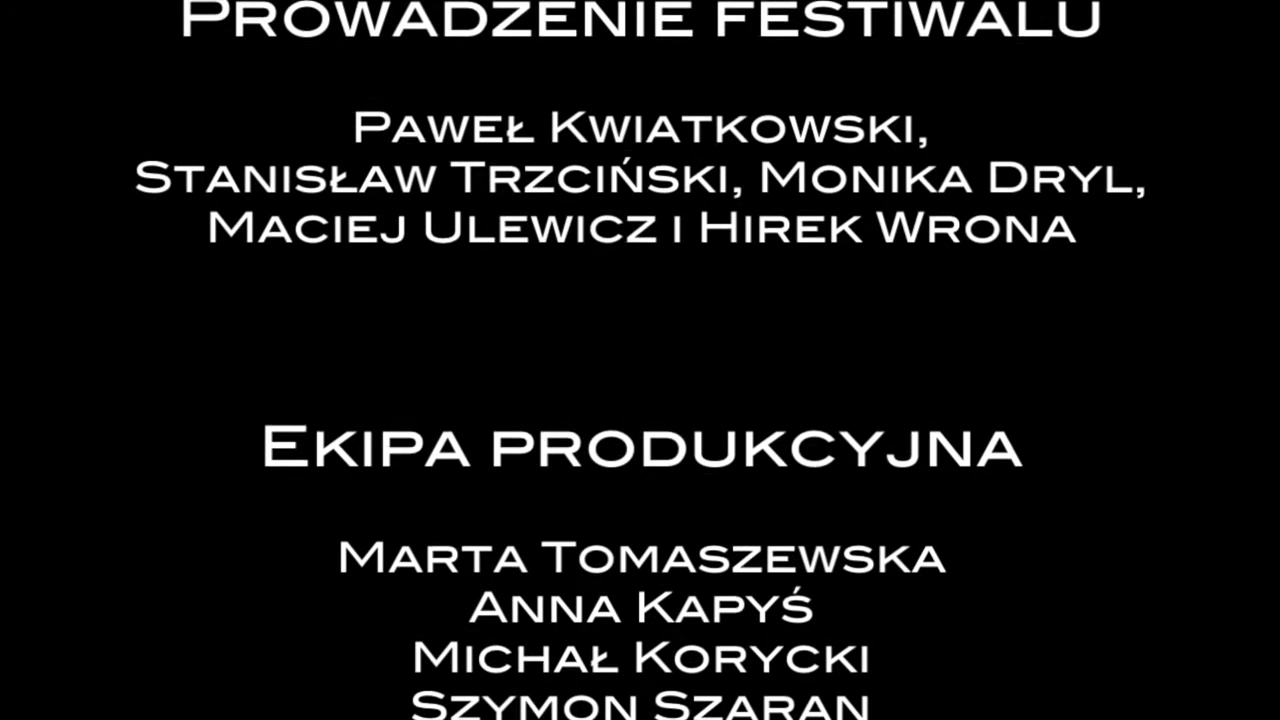 Prowadzenie festiwalu
Paweł Kwiatkowski,
Stanisław Trzciński, Monika Dryl,
Maciej Ulewicz i Hirek Wrona
Ekipa produkcyjna
Marta Tomaszewska
Anna Kapyś
Michał Korycki
Szymon Szaran